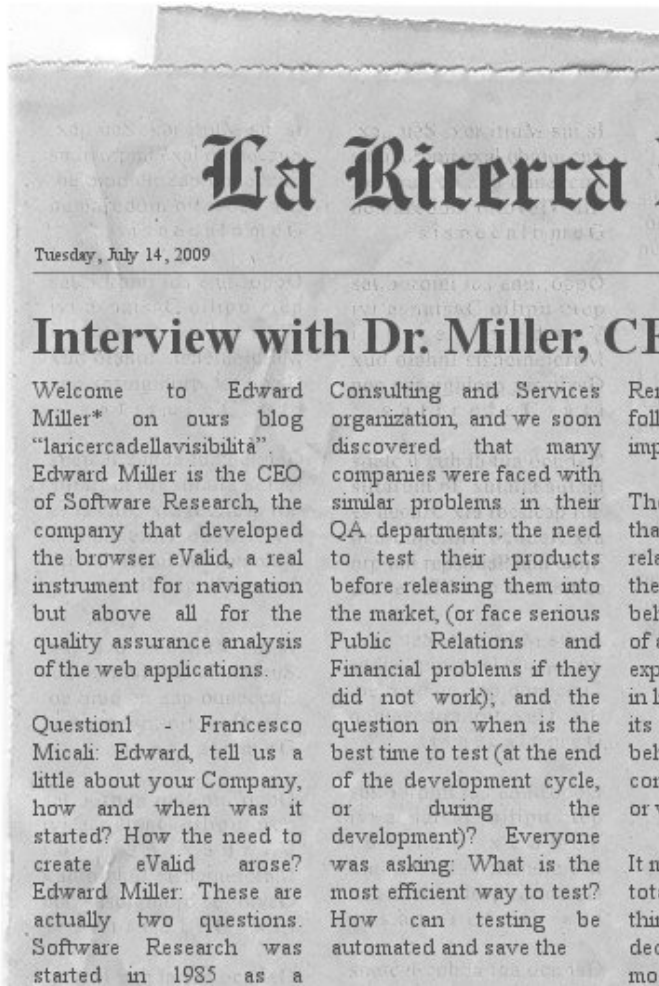 La Ricerca
Tuesday, July 14, 2009
Interview with Dr. Miller,
Welcome to Edward
Miller* on ours blog
“laricercadellavisibilità”.
Edward Miller is the CEO
of Software Research, the
company that developed
the browser eValid, a real
instrument for navigation
but above all for the
quality assurance analysis
of the web applications.
Question1 - Francesco
Micali: Edward, tell us a
little about your Company,
how and when was it
started? How the need to
create eValid arose?
Edward Miller: These are
actually two questions.
Software Research was
started in 1985 as a
Consulting and Services
organization, and we soon
discovered that many
companies were faced with
similar problems in their
QA departments: the need
to test their products
before releasing them into
the market, (or face serious
Public Relations and
Financial problems if they
did not work); and the
question on when is the
best time to test (at the end
of the development cycle,
or during the
development)? Everyone
was asking: What is the
most efficient way to test?
How can testing be
automated and save the